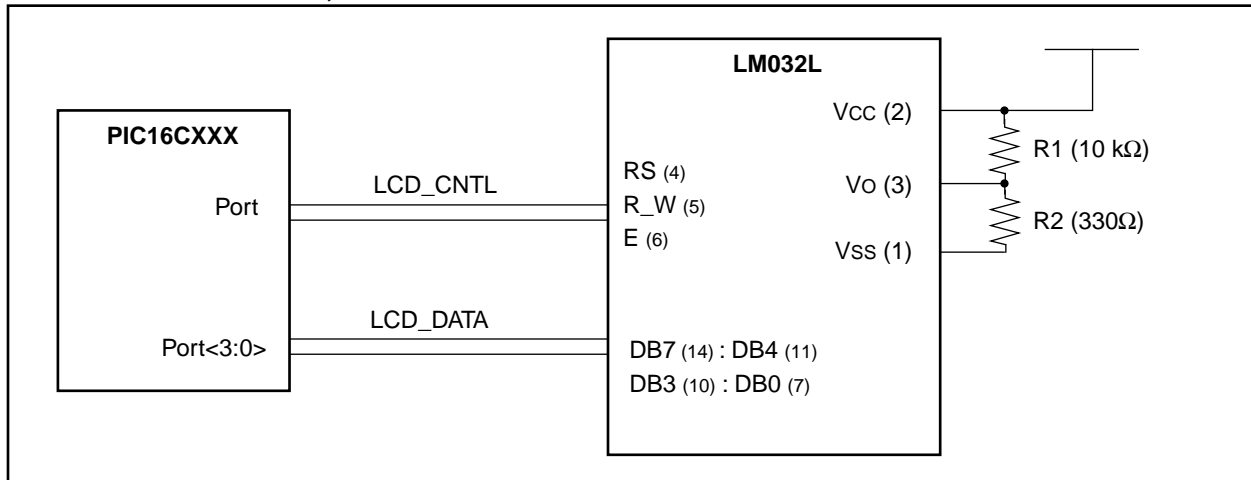 LM032L
VCC (2)
PIC16CXXX
R1 (10 kΩ)
RS (4)
LCD_CNTL
VO (3)
Port
R_W (5)
R2 (330Ω)
E (6)
VSS (1)
LCD_DATA
Port<3:0>
DB7 (14) : DB4 (11)
DB3 (10) : DB0 (7)